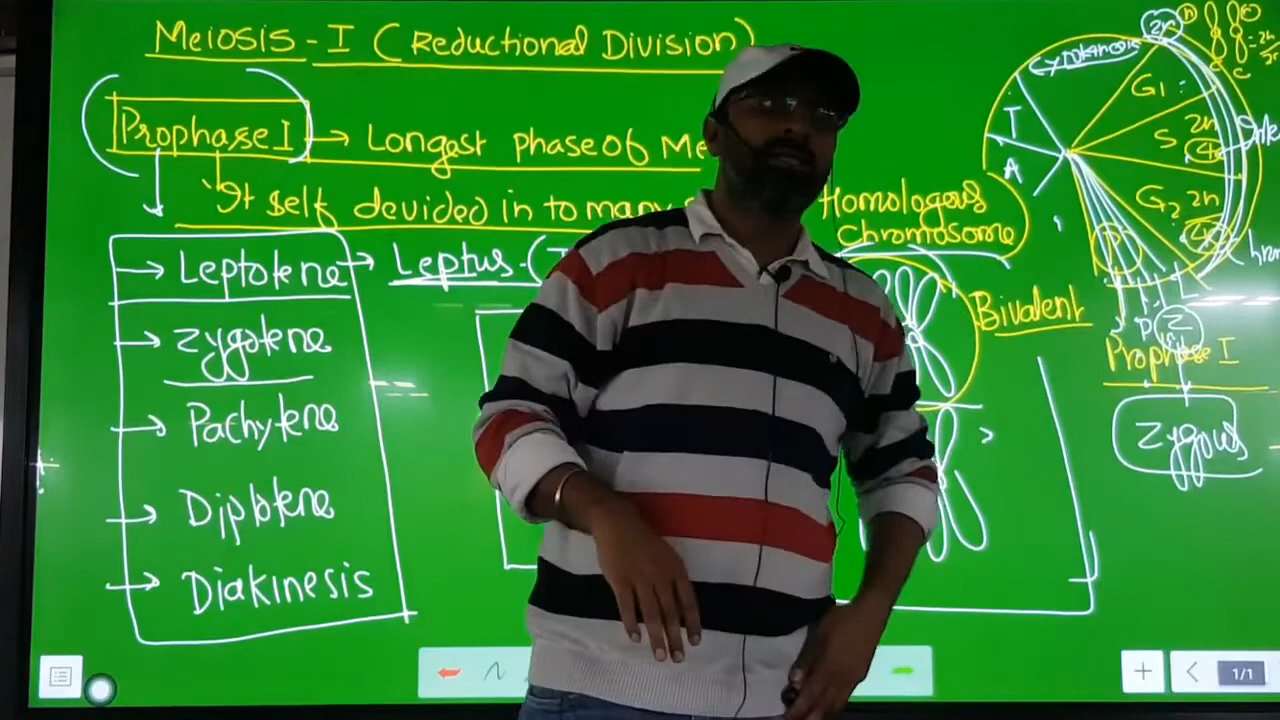 Meiosis - I (Reductional Division)
Prophase I → Longest phase of Me
It self devided in to many
→ Leptotene → Leptus - (
→ Zygotene
→ Pachytene
→ Diplotene
→ Diakinesis
Homologous
Chromosome
Bivalent
Cytokinesis
2n
G1
S 2n
G2 2n
T
A
Z
Prophase I
Zygous
1/1